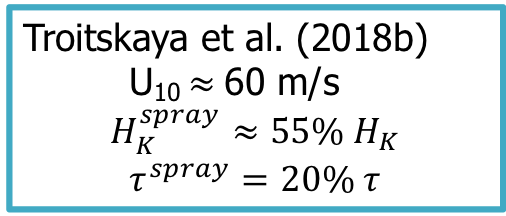 Troitskaya et al. (2018b)
U₁₀ ≈ 60 m/s
H_K^spray ≈ 55% H_K
τ^spray = 20% τ